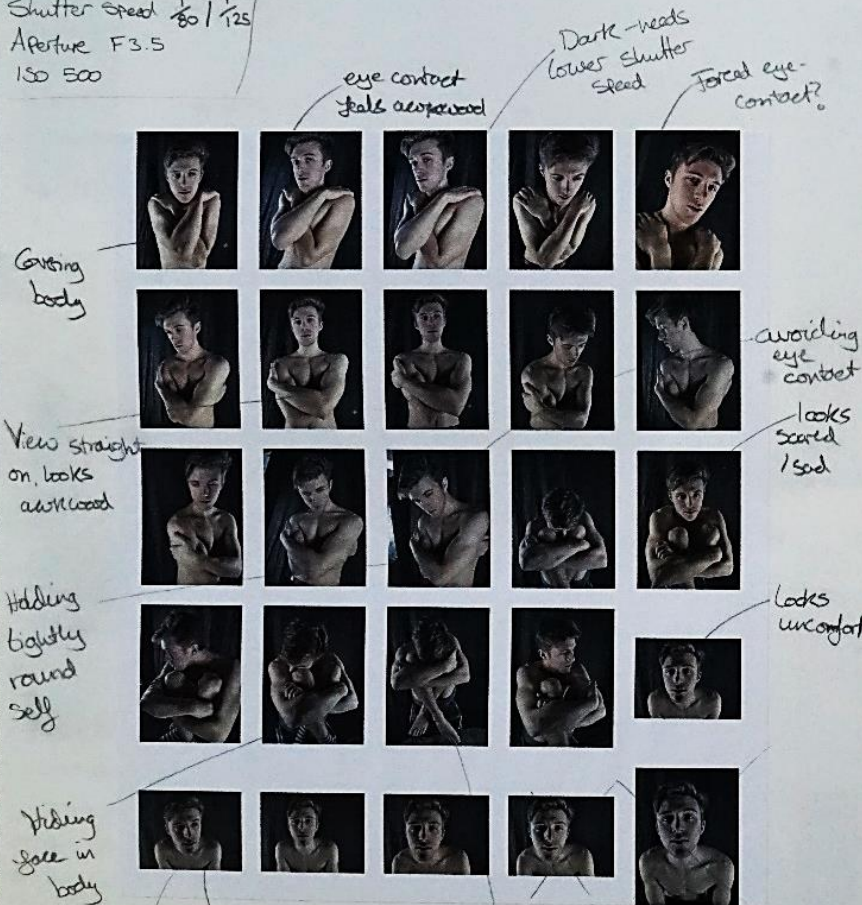 Shutter Speed 1/80 / 1/125
Aperture F3.5
ISO 500
eye contact
feels awkward
Dark - needs
lower shutter
speed
Forced eye-
contact?
Covering
body
avoiding
eye
contact
looks
scared
/sad
View straight
on, looks
awkward
Holding
tightly
round
self
Looks
uncomfort
Hiding
face in
body